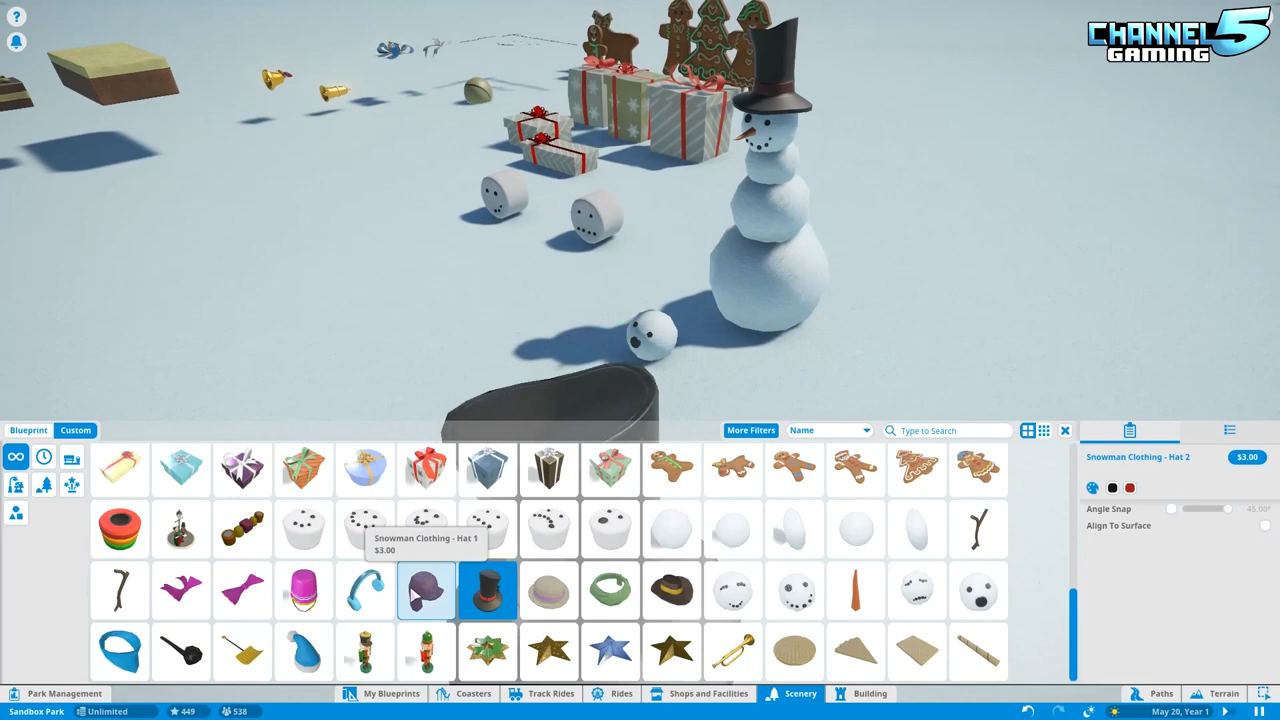 ?
CHANNEL 5
GAMING
Blueprint
Custom
More Filters
Name
Type to Search
Snowman Clothing - Hat 2
$3.00
Angle Snap
45.00°
Align To Surface
Snowman Clothing - Hat 1
$3.00
Park Management
My Blueprints
Coasters
Track Rides
Rides
Shops and Facilities
Scenery
Building
Paths
Terrain
Sandbox Park
Unlimited
449
538
May 20, Year 1